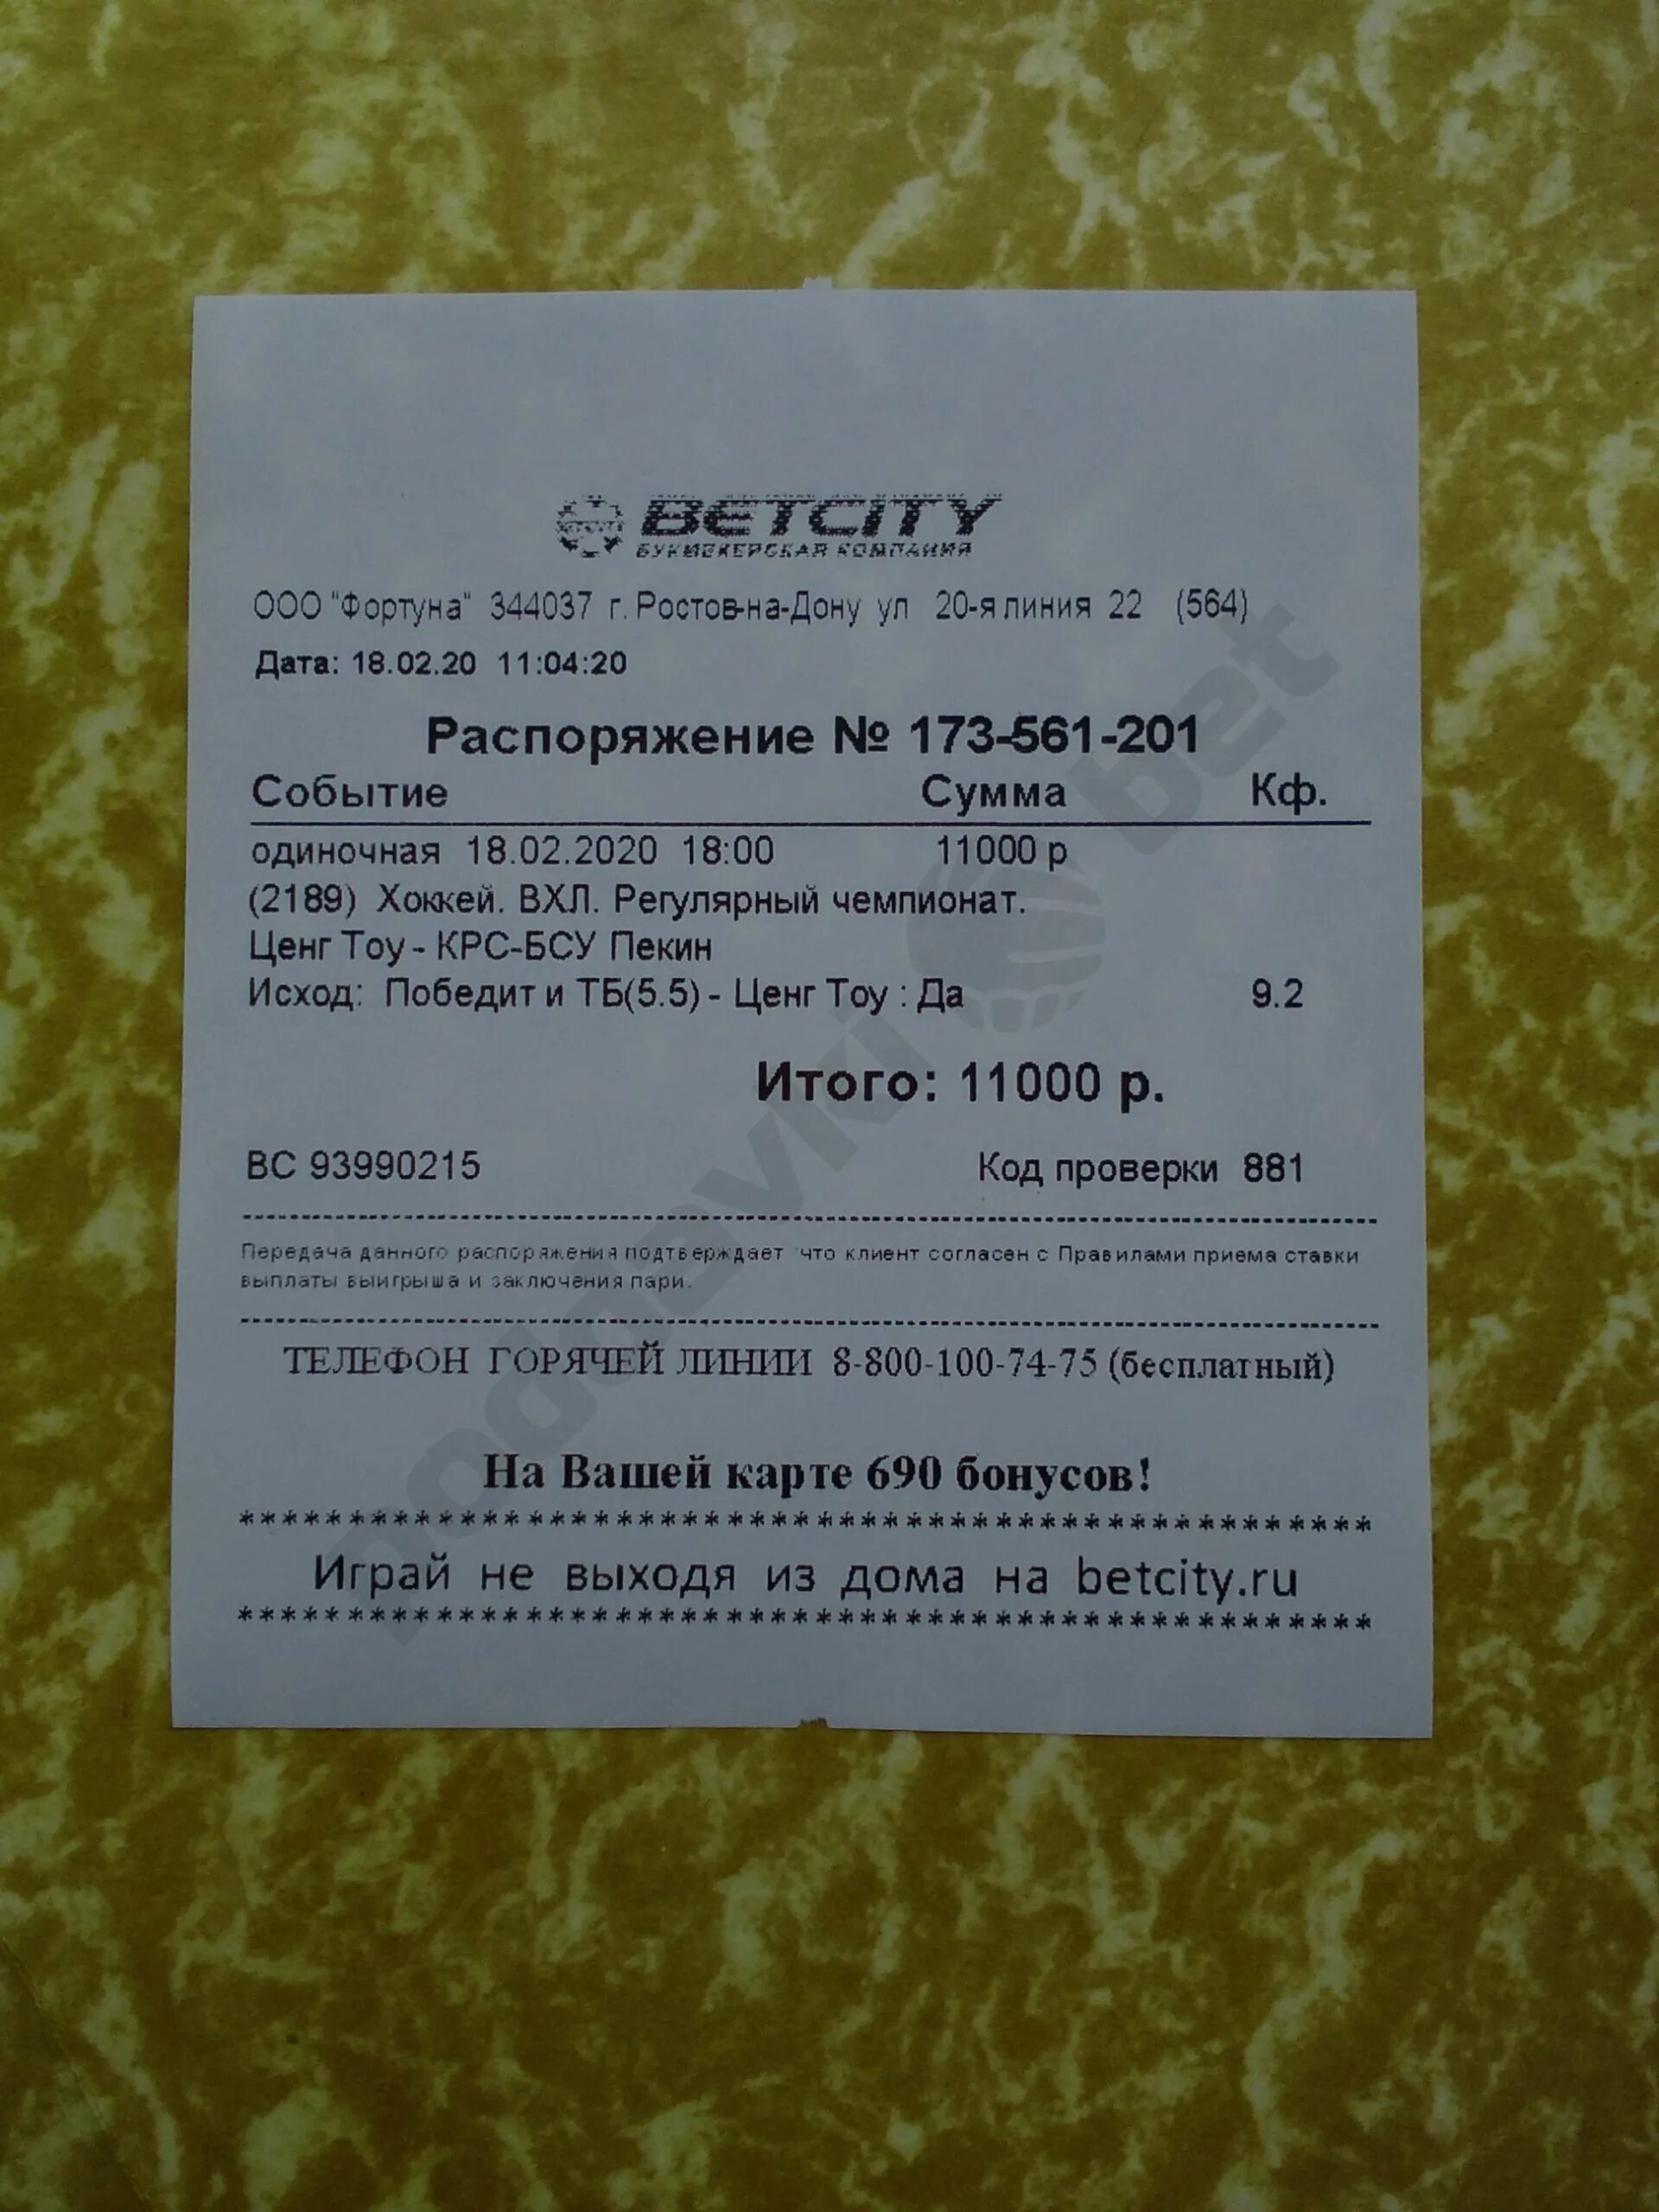 BETCITY
БУКМЕКЕРСКАЯ КОМПАНИЯ
ООО "Фортуна" 344037 г. Ростов-на-Дону ул 20-я линия 22 (564)
Дата: 18.02.20 11:04:20
Распоряжение № 173-561-201
Событие Сумма Кф.
одиночная 18.02.2020 18:00 11000 р
(2189) Хоккей. ВХЛ. Регулярный чемпионат.
Ценг Тоу - КРС-БСУ Пекин
Исход: Победит и ТБ(5.5) - Ценг Тоу : Да 9.2
Итого: 11000 р.
ВС 93990215 Код проверки 881
Передача данного распоряжения подтверждает что клиент согласен с Правилами приема ставки
выплаты выигрыша и заключения пари.
ТЕЛЕФОН ГОРЯЧЕЙ ЛИНИИ 8-800-100-74-75 (бесплатный)
На Вашей карте 690 бонусов!
****************************************************
Играй не выходя из дома на betcity.ru
****************************************************
podstavki bet